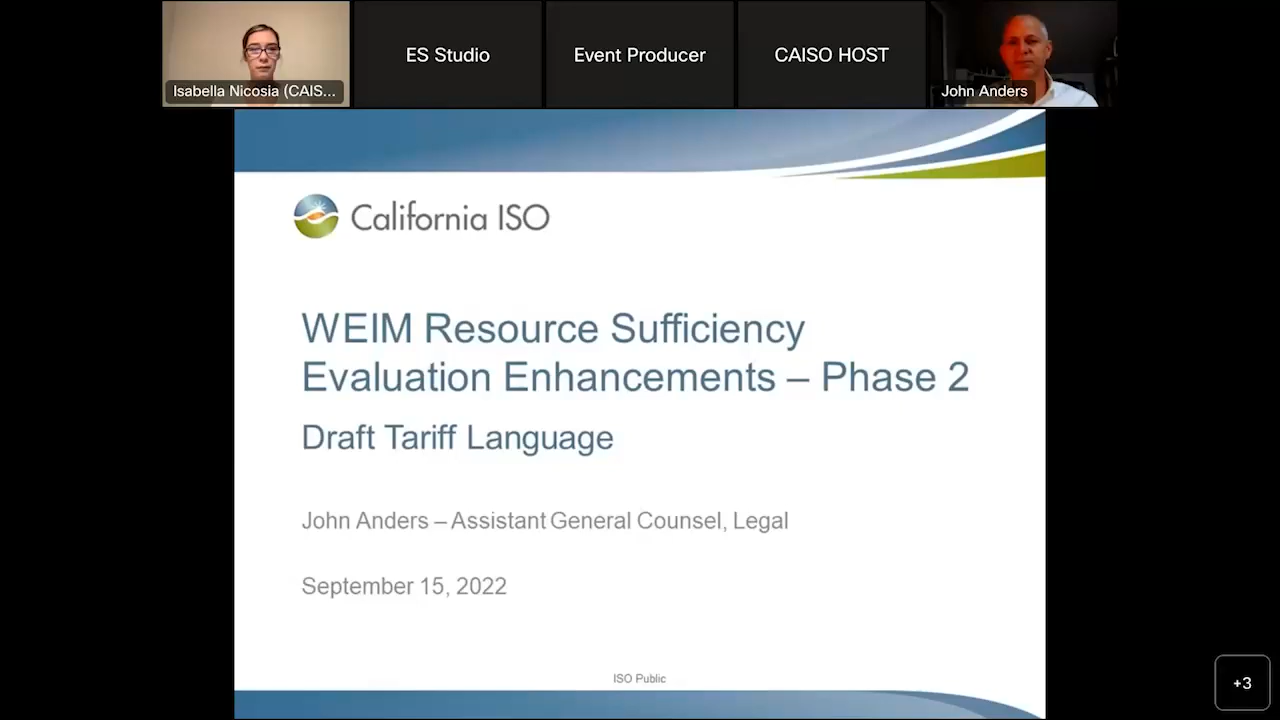 Isabella Nicosia (CAIS...
ES Studio
Event Producer
CAISO HOST
John Anders
California ISO
WEIM Resource Sufficiency
Evaluation Enhancements – Phase 2
Draft Tariff Language
John Anders – Assistant General Counsel, Legal
September 15, 2022
ISO Public
+3